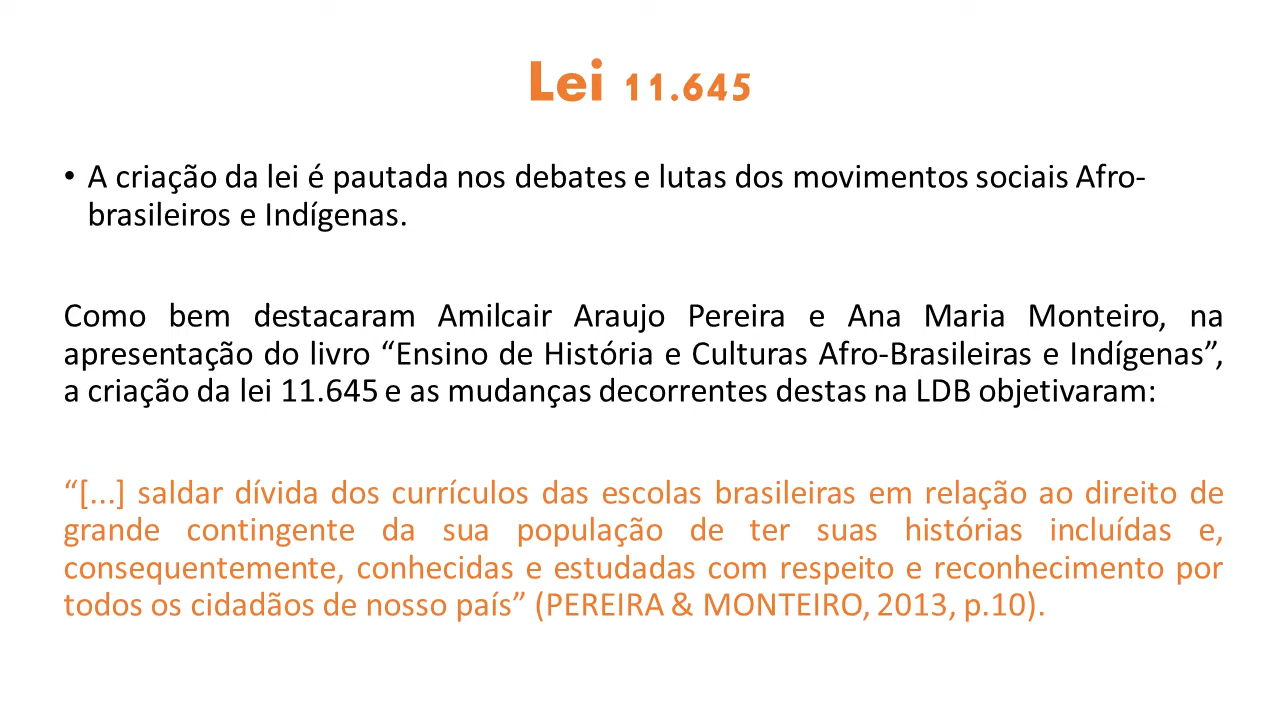 Lei 11.645
• A criação da lei é pautada nos debates e lutas dos movimentos sociais Afro-
brasileiros e Indígenas.
Como bem destacaram Amilcair Araujo Pereira e Ana Maria Monteiro, na
apresentação do livro “Ensino de História e Culturas Afro-Brasileiras e Indígenas”,
a criação da lei 11.645 e as mudanças decorrentes destas na LDB objetivaram:
“[...] saldar dívida dos currículos das escolas brasileiras em relação ao direito de
grande contingente da sua população de ter suas histórias incluídas e,
consequentemente, conhecidas e estudadas com respeito e reconhecimento por
todos os cidadãos de nosso país” (PEREIRA & MONTEIRO, 2013, p.10).